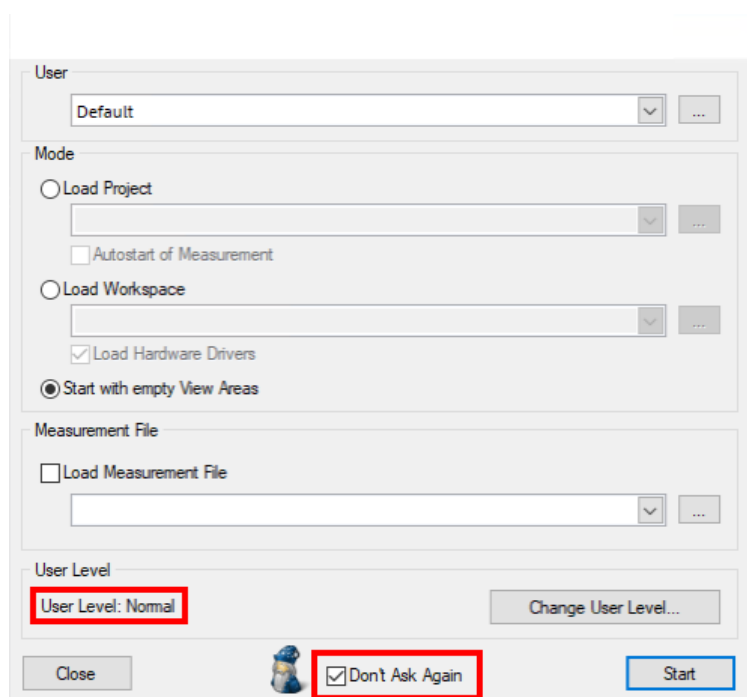 User
Default
...
Mode
Load Project
...
Autostart of Measurement
Load Workspace
...
Load Hardware Drivers
Start with empty View Areas
Measurement File
Load Measurement File
...
User Level
User Level: Normal
Change User Level...
Close
Don't Ask Again
Start